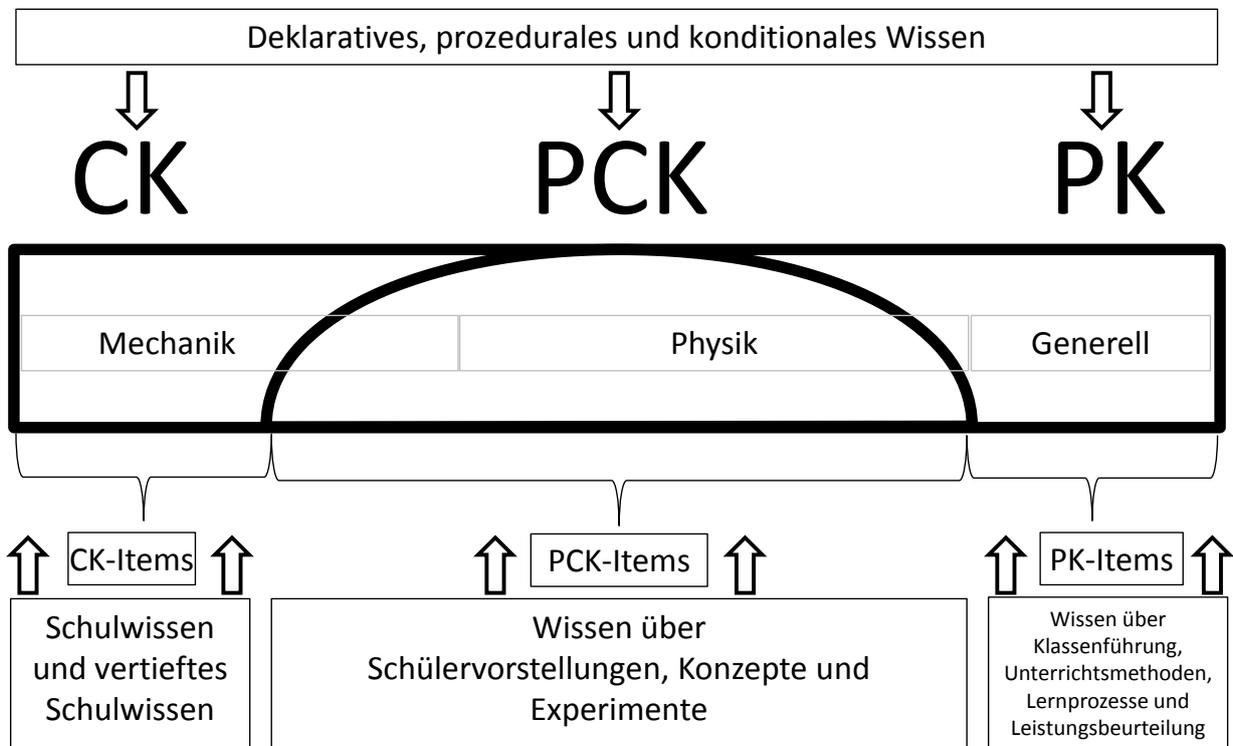 Deklaratives, prozedurales und konditionales Wissen
CK
PCK
PK
Mechanik
Physik
Generell
CK-Items
PCK-Items
PK-Items
Schulwissen
und vertieftes
Schulwissen
Wissen über
Schülervorstellungen, Konzepte und
Experimente
Wissen über
Klassenführung,
Unterrichtsmethoden,
Lernprozesse und
Leistungsbeurteilung